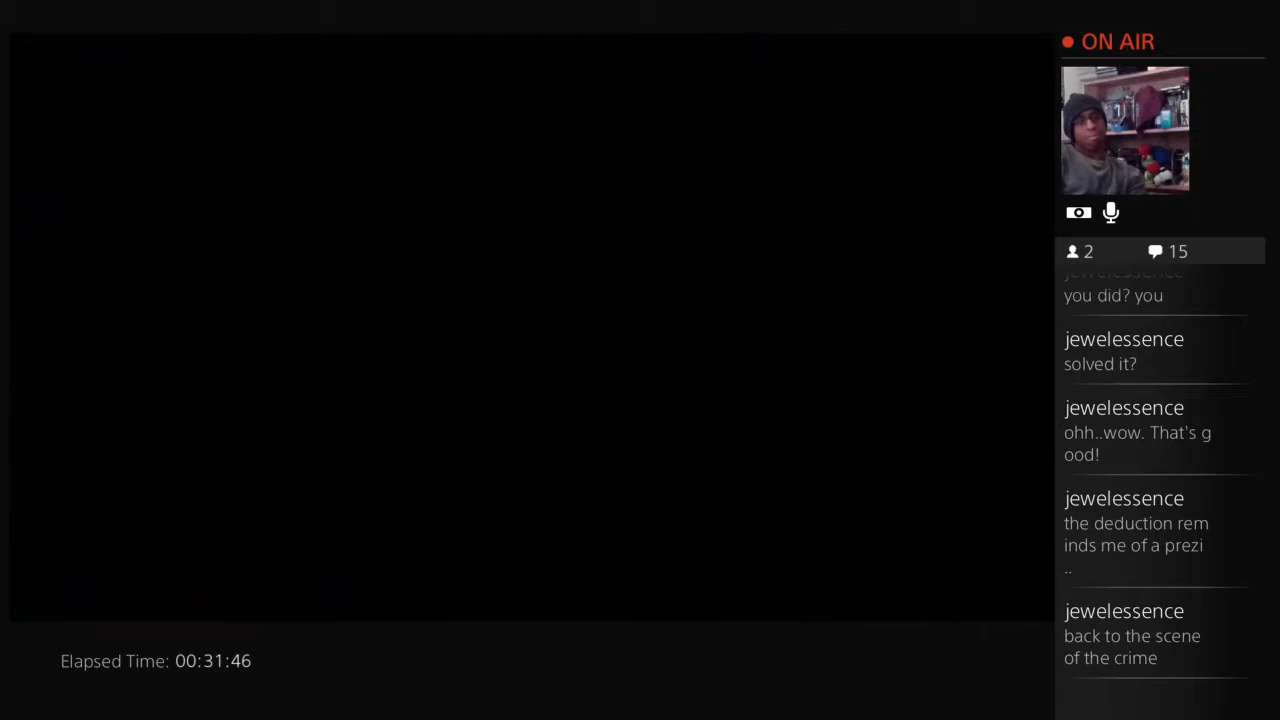 ON AIR
2 15
jewelessence
you did? you
jewelessence
solved it?
jewelessence
ohh..wow. That's g
ood!
jewelessence
the deduction rem
inds me of a prezi
..
jewelessence
back to the scene
of the crime
Elapsed Time: 00:31:46